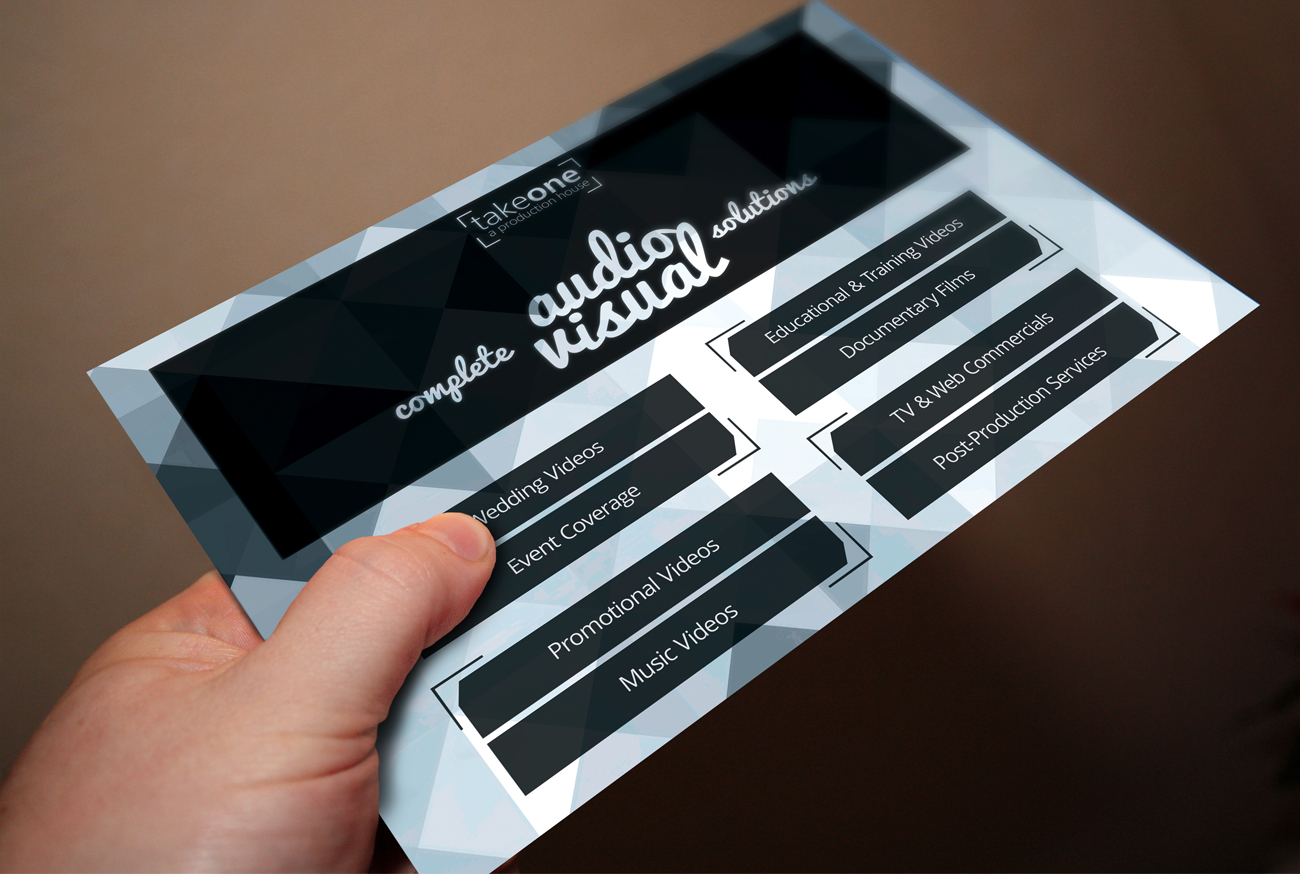 takeone
a production house
complete audio visual solutions
Wedding Videos
Event Coverage
Promotional Videos
Music Videos
Educational & Training Videos
Documentary Films
TV & Web Commercials
Post-Production Services